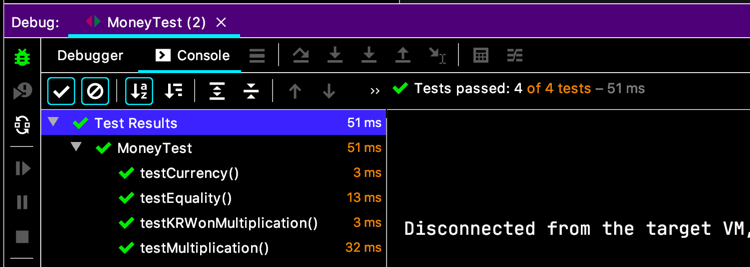 Debug: MoneyTest (2)
Debugger Console
Tests passed: 4 of 4 tests – 51 ms
Test Results 51 ms
MoneyTest 51 ms
testCurrency() 3 ms
testEquality() 13 ms
testKRWonMultiplication() 3 ms
testMultiplication() 32 ms
Disconnected from the target VM,